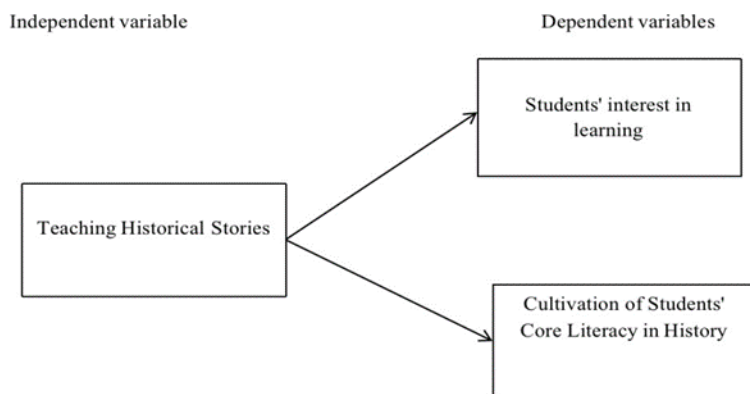 Independent variable
Dependent variables
Students' interest in
learning
Teaching Historical Stories
Cultivation of Students'
Core Literacy in History